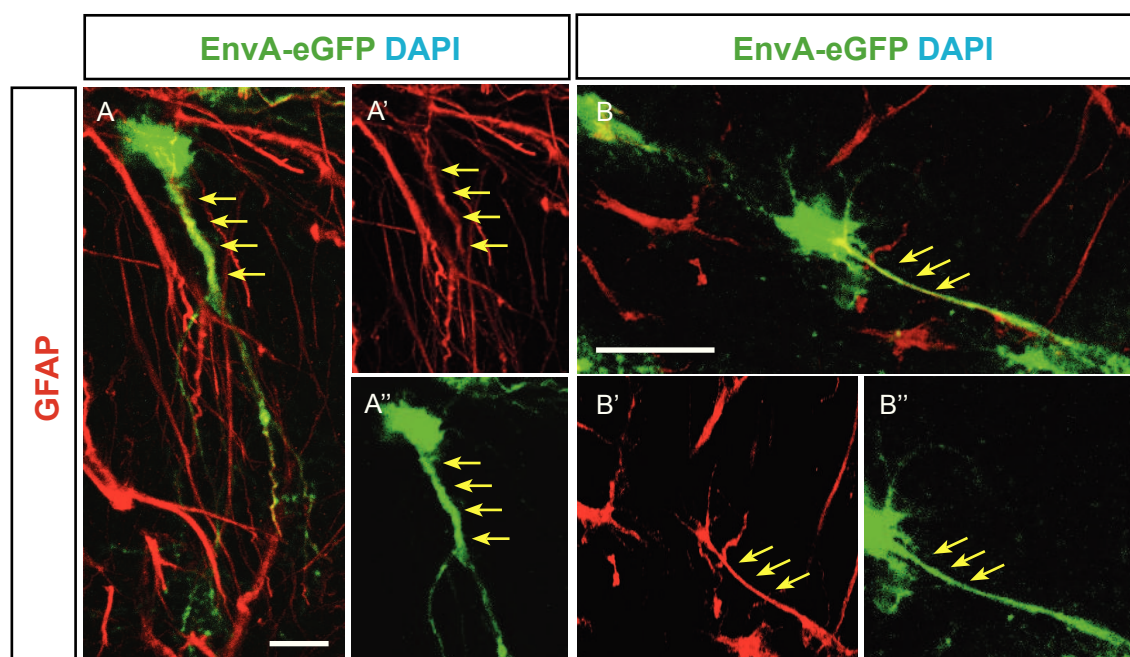 EnvA-eGFP DAPI
EnvA-eGFP DAPI
GFAP
A
A’
A’’
B
B’
B’’